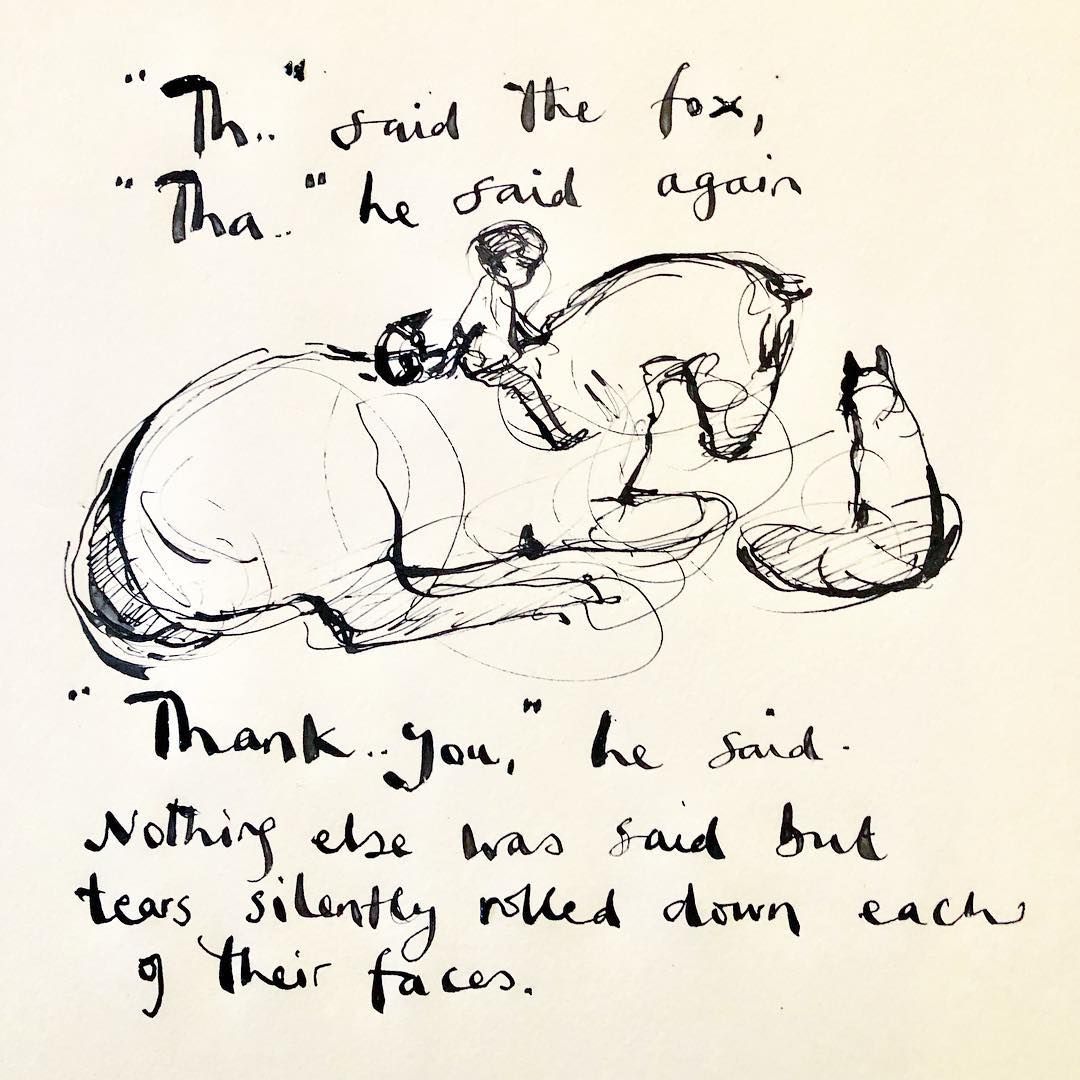 "Th.." said the fox,
"Tha.." he said again
"Thank..you," he said.
Nothing else was said but
tears silently rolled down each
of their faces.